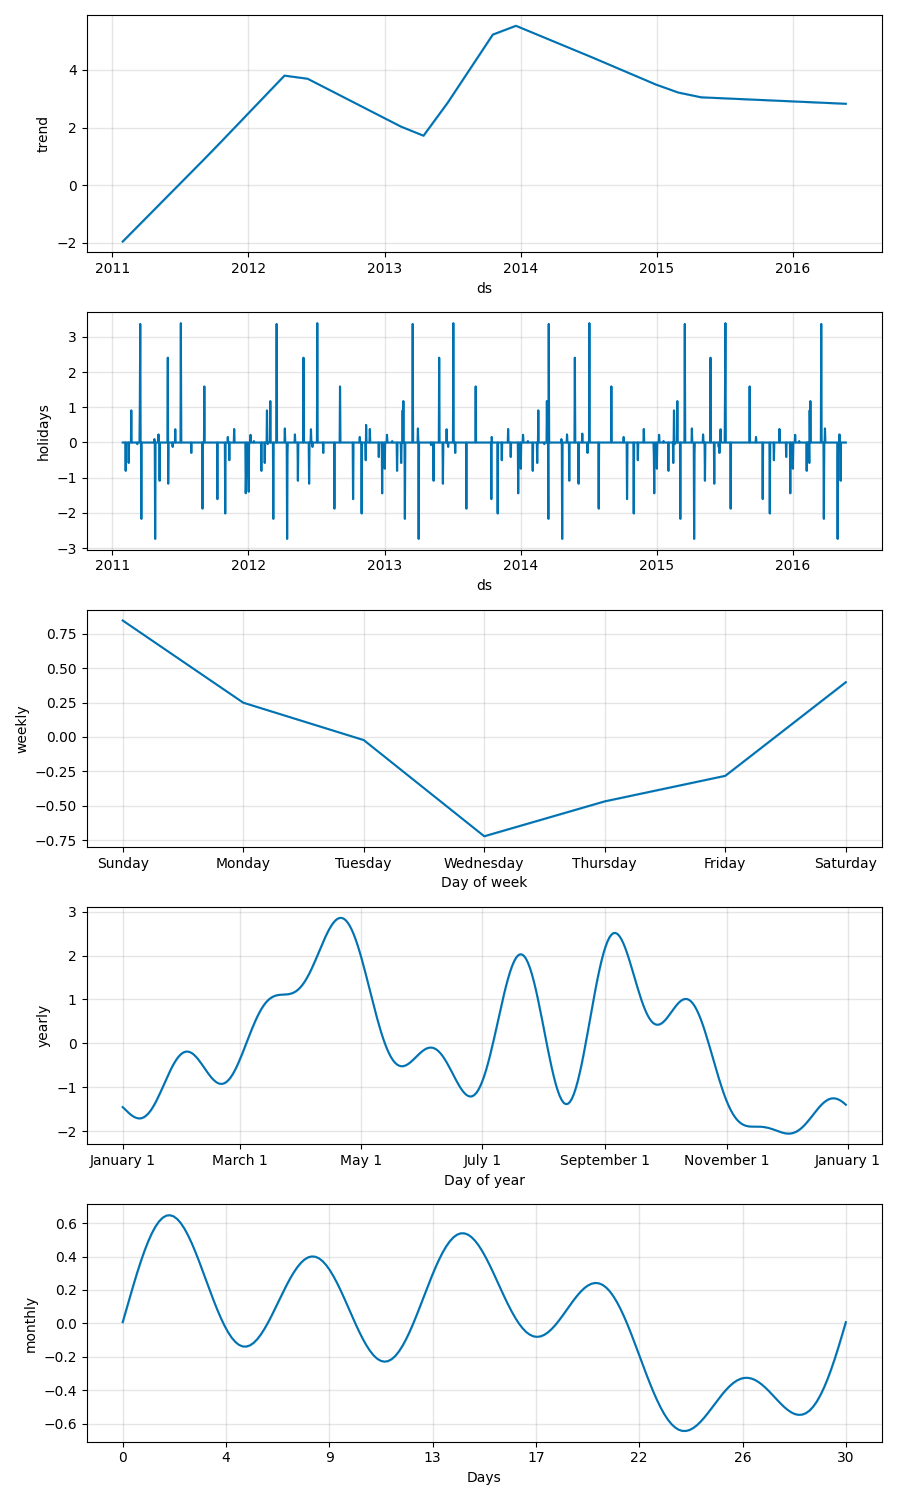 trend
4
2
0
−2
2011 2012 2013 2014 2015 2016
ds
holidays
3
2
1
0
−1
−2
−3
2011 2012 2013 2014 2015 2016
ds
weekly
0.75
0.50
0.25
0.00
−0.25
−0.50
−0.75
Sunday Monday Tuesday Wednesday Thursday Friday Saturday
Day of week
yearly
3
2
1
0
−1
−2
January 1 March 1 May 1 July 1 September 1 November 1 January 1
Day of year
monthly
0.6
0.4
0.2
0.0
−0.2
−0.4
−0.6
0 4 9 13 17 22 26 30
Days